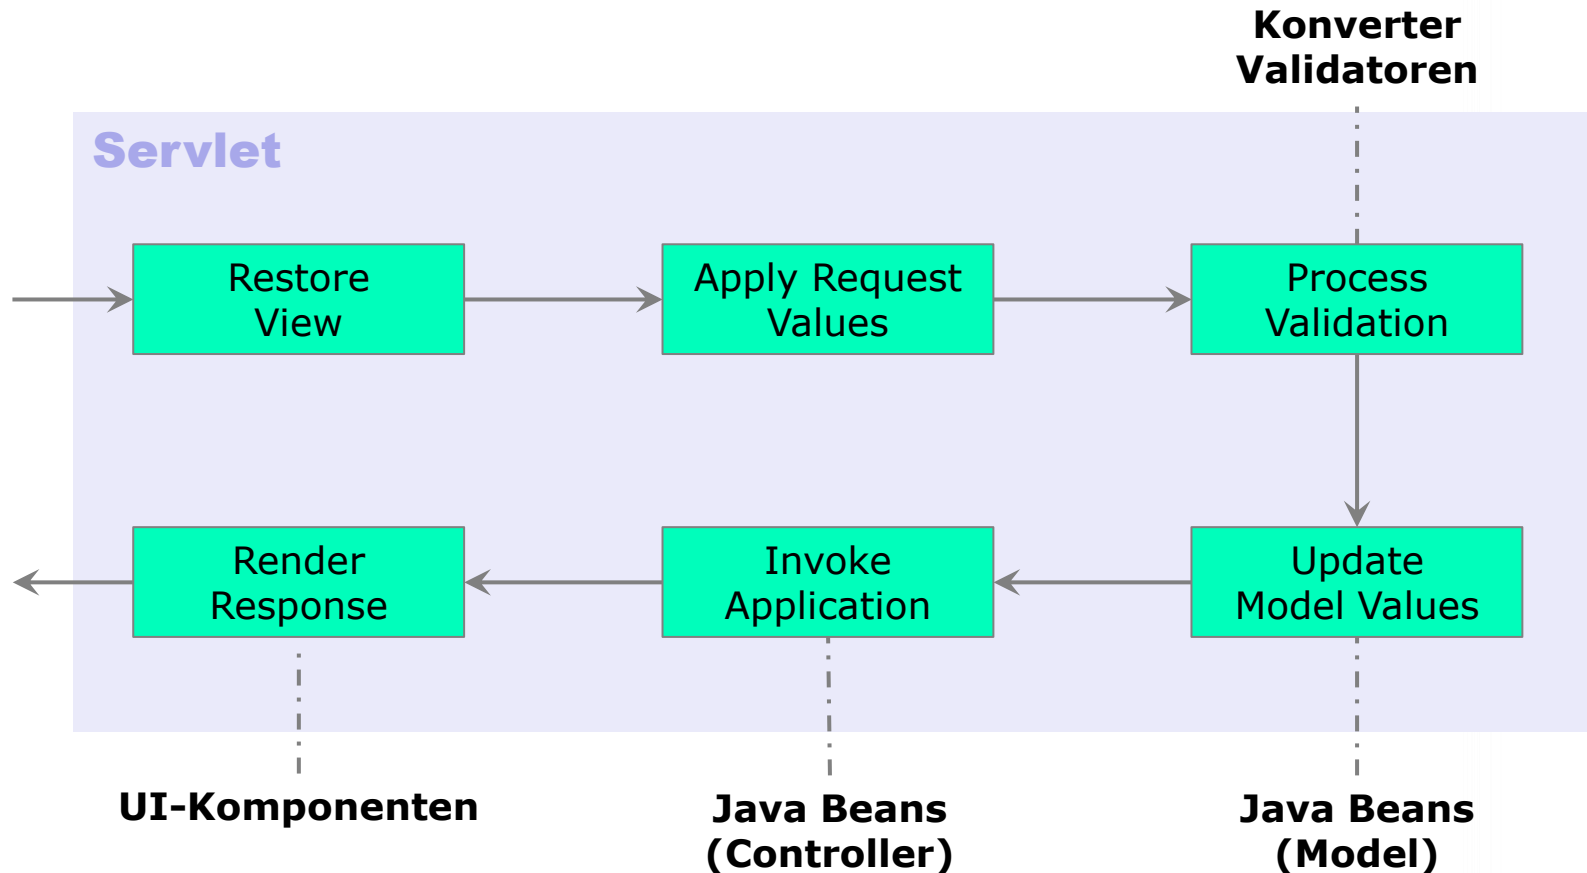 Konverter
Validatoren
Servlet
Restore
View
Apply Request
Values
Process
Validation
Render
Response
Invoke
Application
Update
Model Values
UI-Komponenten
Java Beans
(Controller)
Java Beans
(Model)